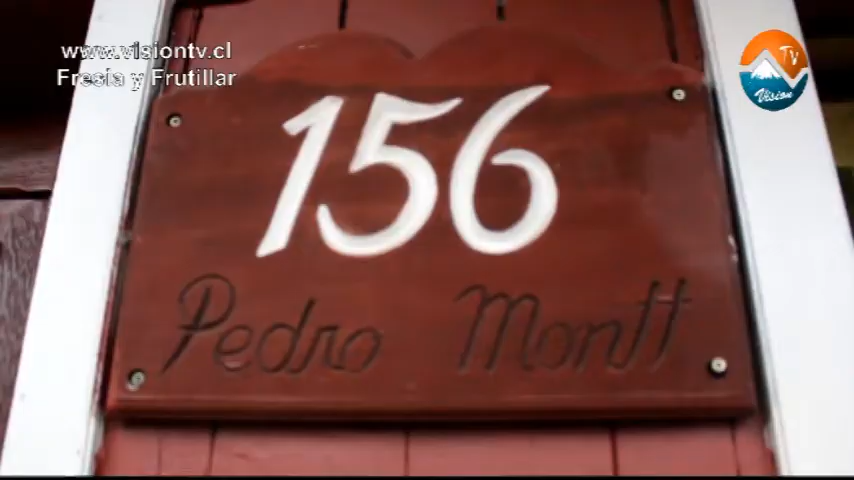 www.visiontv.cl
Fresia y Frutillar
TV
Vision
156
Pedro Montt